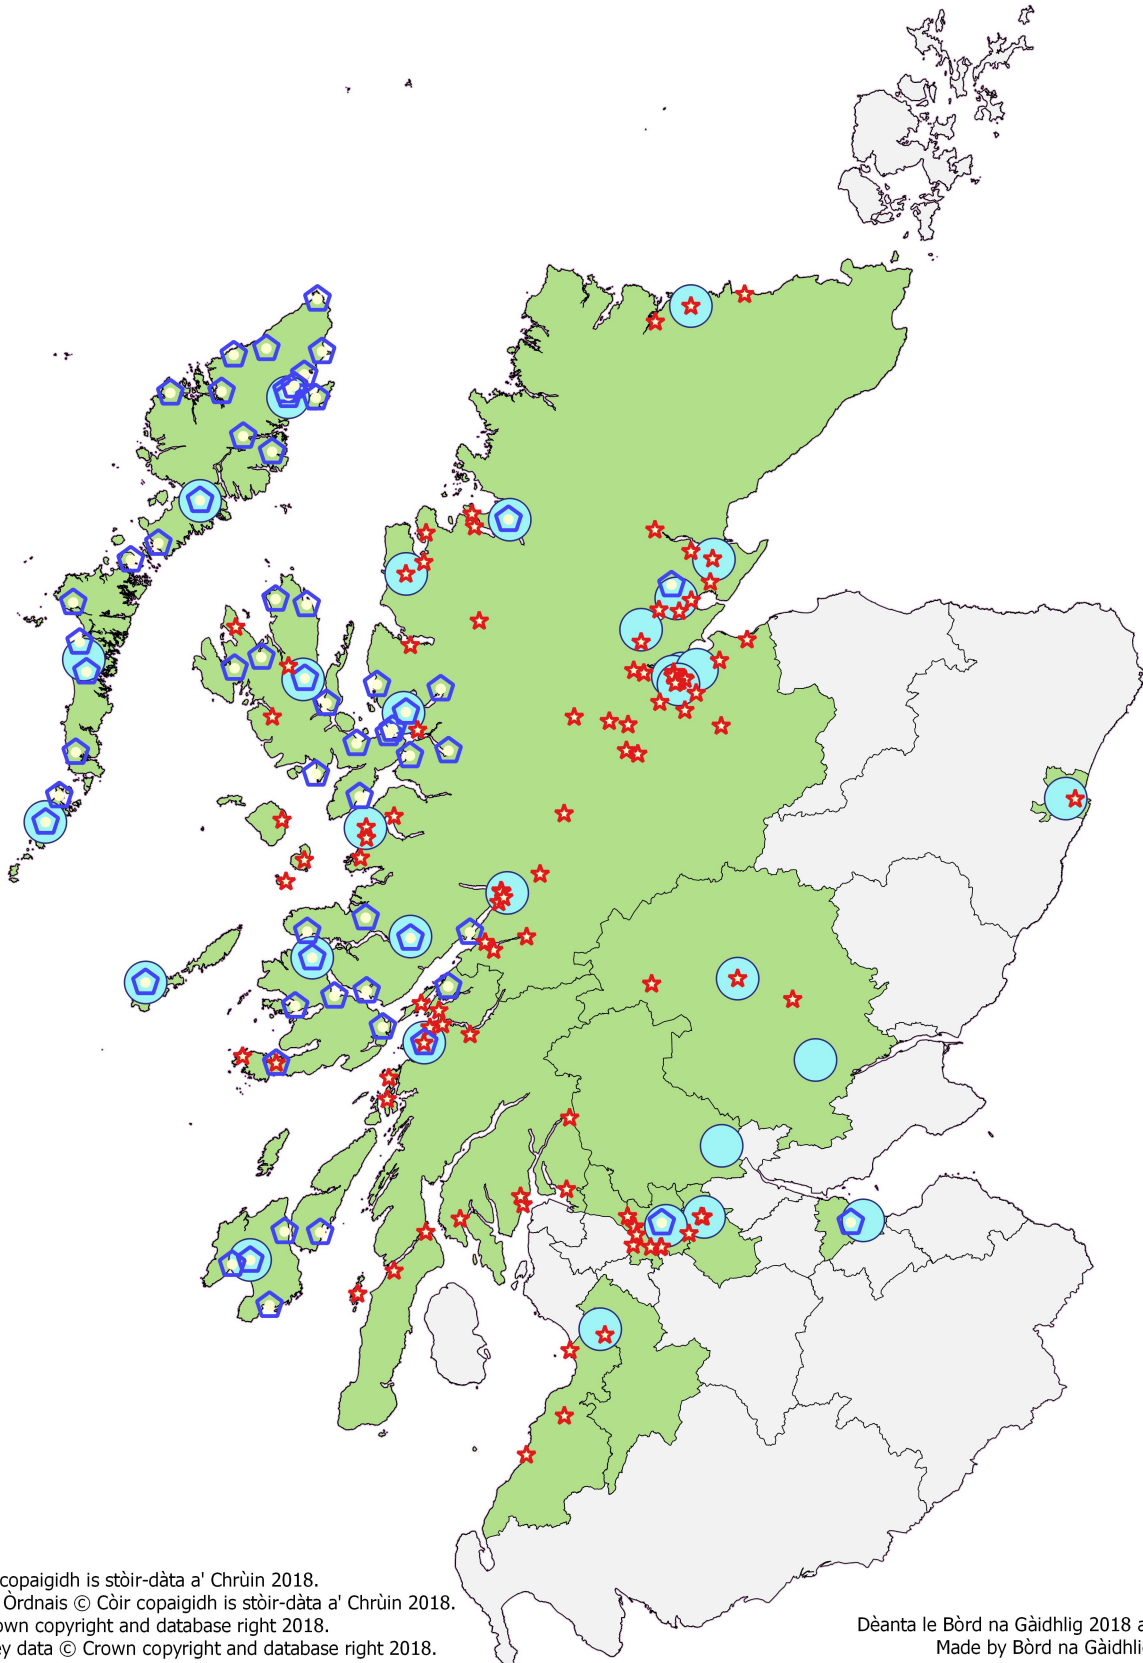 copaigidh is stòir-dàta a' Chrùin 2018.
Òrdnais © Còir copaigidh is stòir-dàta a' Chrùin 2018.
own copyright and database right 2018.
ey data © Crown copyright and database right 2018.
Dèanta le Bòrd na Gàidhlig 2018 a
Made by Bòrd na Gàidhli